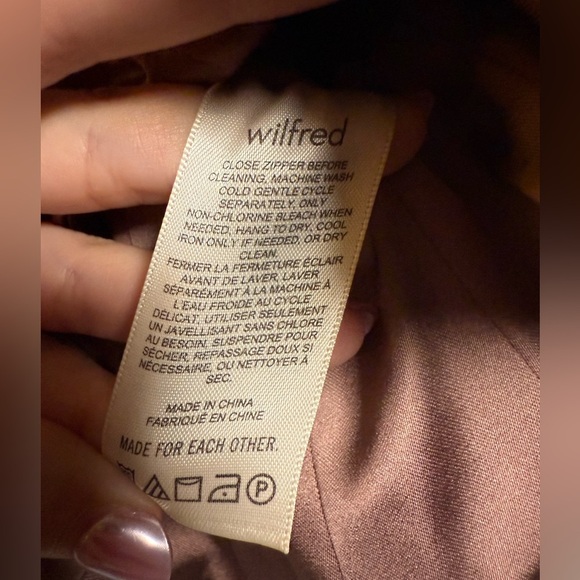 wilfred
CLOSE ZIPPER BEFORE
CLEANING, MACHINE WASH
COLD GENTLE CYCLE
SEPARATELY, ONLY
NON-CHLORINE BLEACH WHEN
NEEDED, HANG TO DRY, COOL
IRON ONLY IF NEEDED, OR DRY
CLEAN.
FERMER LA FERMETURE ÉCLAIR
AVANT DE LAVER, LAVER
SÉPARÉMENT À LA MACHINE À
L'EAU FROIDE AU CYCLE
DÉLICAT, UTILISER SEULEMENT
UN JAVELLISANT SANS CHLORE
AU BESOIN. SUSPENDRE POUR
SÉCHER, REPASSAGE DOUX SI
NÉCESSAIRE, OU NETTOYER À
SEC.
MADE IN CHINA
FABRIQUÉ EN CHINE
MADE FOR EACH OTHER.
P